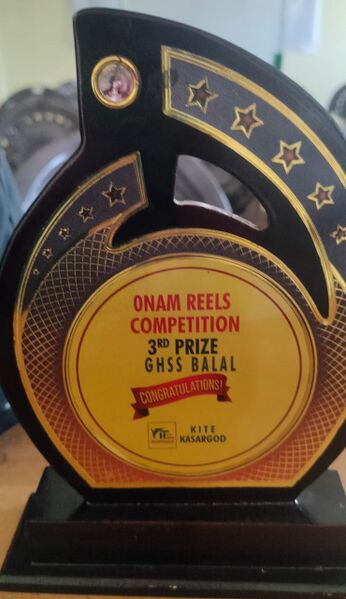 ONAM REELS
COMPETITION
3RD PRIZE
GHSS BALAL
CONGRATULATIONS!
KITE
KASARGOD